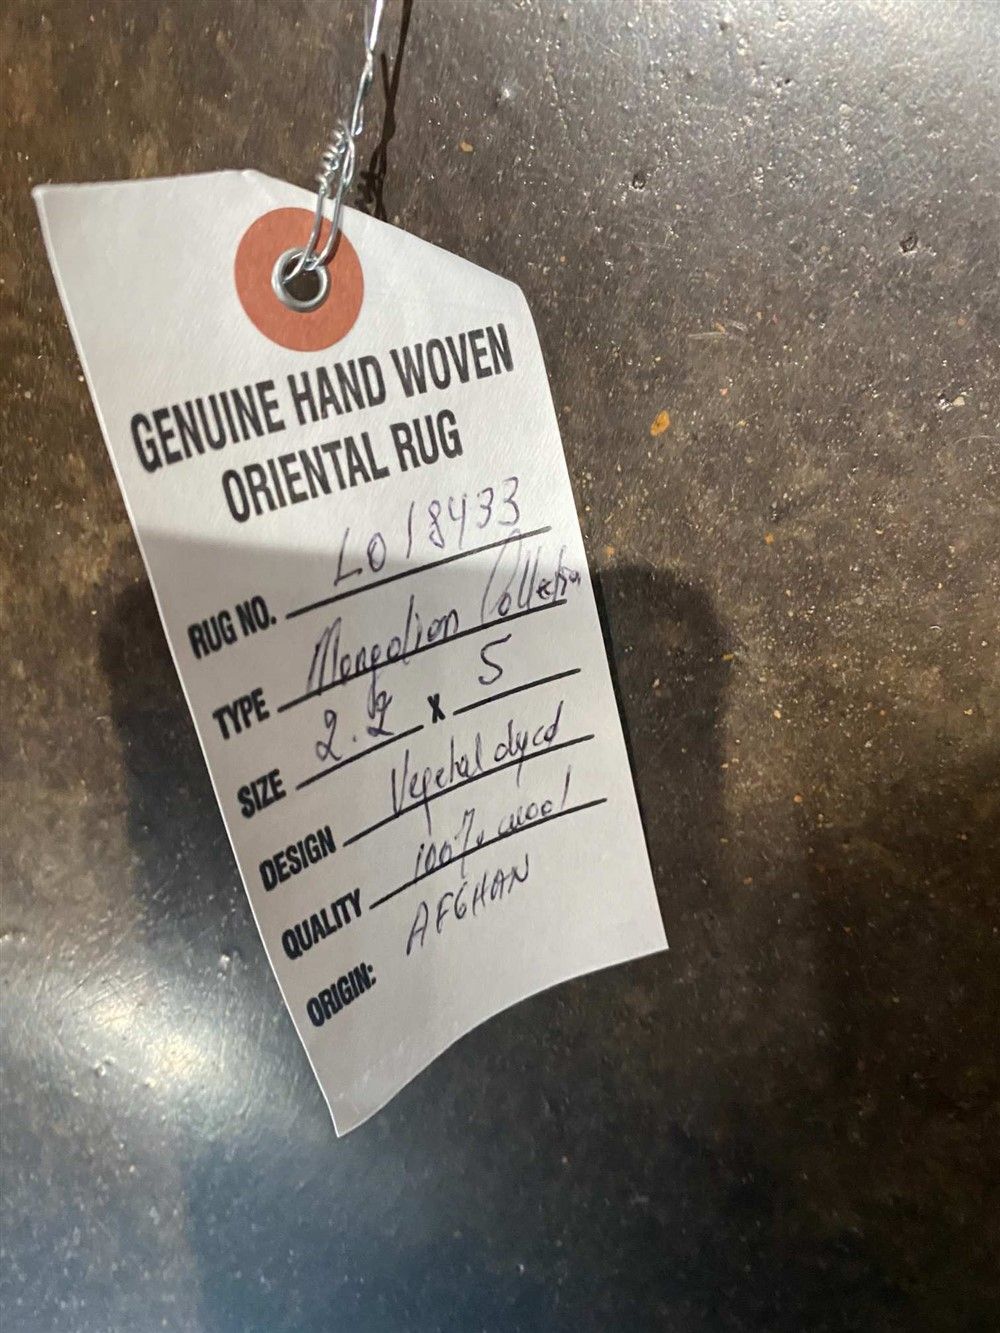 GENUINE HAND WOVEN
ORIENTAL RUG
RUG NO. LO18433
TYPE Mongolian Collection
SIZE 2.2 x 5
DESIGN Vegetal dyed
QUALITY 100% wool
ORIGIN: AFGHAN